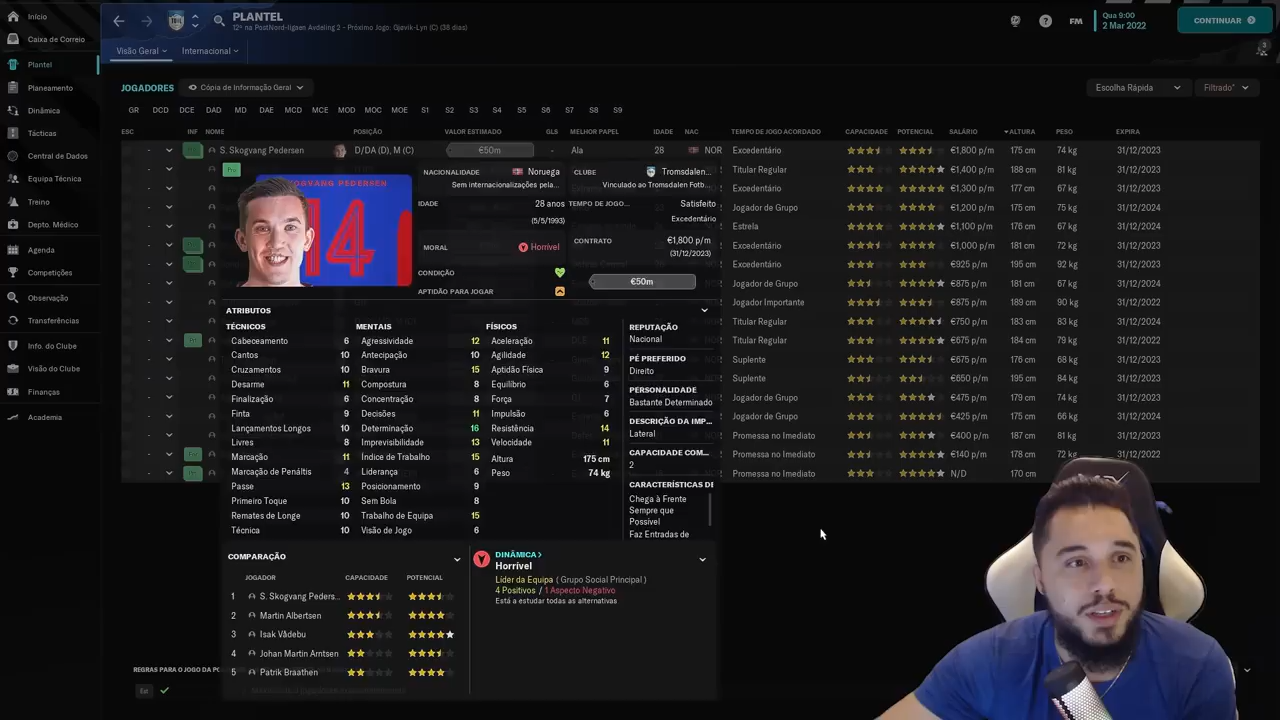 Início
PLANTEL
12º na PostNord-ligaen Avdeling 2 - Próximo Jogo: Gjøvik-Lyn (C) (38 dias)
FM
Qua 9:00
2 Mar 2022
CONTINUAR
Caixa de Correio
Visão Geral
Internacional
3
Plantel
Planeamento
Dinâmica
Tácticas
Central de Dados
Equipa Técnica
Treino
Depto. Médico
Agenda
Competições
Observação
Transferências
Info. do Clube
Visão do Clube
Finanças
Academia
JOGADORES
Cópia de Informação Geral
Escolha Rápida
Filtrado*
GR DCD DCE DAD MD DAE MCD MCE MOD MOC MOE S1 S2 S3 S4 S5 S6 S7 S8 S9
ESC INF NOME POSIÇÃO VALOR ESTIMADO GLS MELHOR PAPEL IDADE NAC TEMPO DE JOGO ACORDADO CAPACIDADE POTENCIAL SALÁRIO ALTURA PESO EXPIRA
- S. Skogvang Pedersen D/DA (D), M (C) €50m - Ala 28 NOR Excedentário €1,800 p/m 175 cm 74 kg 31/12/2023
Titular Regular €1,400 p/m 188 cm 81 kg 31/12/2023
Excedentário €1,300 p/m 177 cm 67 kg 31/12/2023
Jogador de Grupo €1,200 p/m 175 cm 75 kg 31/12/2023
Estrela €1,100 p/m 176 cm 67 kg 31/12/2023
Excedentário €1,000 p/m 181 cm 72 kg 31/12/2023
Excedentário €925 p/m 195 cm 92 kg 31/12/2023
Jogador de Grupo €875 p/m 181 cm 67 kg 31/12/2023
Jogador Importante €875 p/m 189 cm 90 kg 31/12/2022
Titular Regular €750 p/m 183 cm 83 kg 31/12/2024
Titular Regular €675 p/m 184 cm 79 kg 31/12/2022
Suplente €675 p/m 176 cm 68 kg 31/12/2023
Suplente €650 p/m 195 cm 84 kg 31/12/2023
Jogador de Grupo €475 p/m 179 cm 74 kg 31/12/2023
Jogador de Grupo €425 p/m 175 cm 66 kg 31/12/2024
Promessa no Imediato €400 p/m 187 cm 81 kg 31/12/2023
Promessa no Imediato €140 p/m 178 cm 72 kg 31/12/2022
Promessa no Imediato N/D 170 cm
SKOGVANG PEDERSEN
14
NACIONALIDADE Noruega
Sem internacionalizações pela...
IDADE 28 anos
(5/5/1993)
MORAL Horrível
CONDIÇÃO
APTIDÃO PARA JOGAR
CLUBE Tromsdalen...
Vinculado ao Tromsdalen Fotb...
TEMPO DE JOGO... Satisfeito
Excedentário
CONTRATO €1,800 p/m
(31/12/2023)
€50m
ATRIBUTOS
TÉCNICOS
Cabeceamento 6
Cantos 10
Cruzamentos 10
Desarme 11
Finalização 6
Finta 9
Lançamentos Longos 10
Livres 8
Marcação 11
Marcação de Penáltis 4
Passe 13
Primeiro Toque 10
Remates de Longe 10
Técnica 10
MENTAIS
Agressividade 12
Antecipação 10
Bravura 15
Compostura 8
Concentração 8
Decisões 11
Determinação 16
Imprevisibilidade 13
Índice de Trabalho 15
Liderança 6
Posicionamento 9
Sem Bola 8
Trabalho de Equipa 15
Visão de Jogo 6
FÍSICOS
Aceleração 11
Agilidade 12
Aptidão Física 9
Equilíbrio 6
Força 7
Impulsão 6
Resistência 14
Velocidade 11
Altura 175 cm
Peso 74 kg
REPUTAÇÃO
Nacional
PÉ PREFERIDO
Direito
PERSONALIDADE
Bastante Determinado
DESCRIÇÃO DA IMP...
Lateral
CAPACIDADE COM...
2
CARACTERÍSTICAS DE
Chega à Frente
Sempre que
Possível
Faz Entradas de
COMPARAÇÃO
JOGADOR CAPACIDADE POTENCIAL
1 S. Skogvang Peders...
2 Martin Albertsen
3 Isak Vådebu
4 Johan Martin Arntsen
5 Patrik Braathen
DINÂMICA >
Horrível
Líder da Equipa ( Grupo Social Principal )
4 Positivos / 1 Aspecto Negativo
Está a estudar todas as alternativas
REGRAS PARA O JOGO DA PO
Est